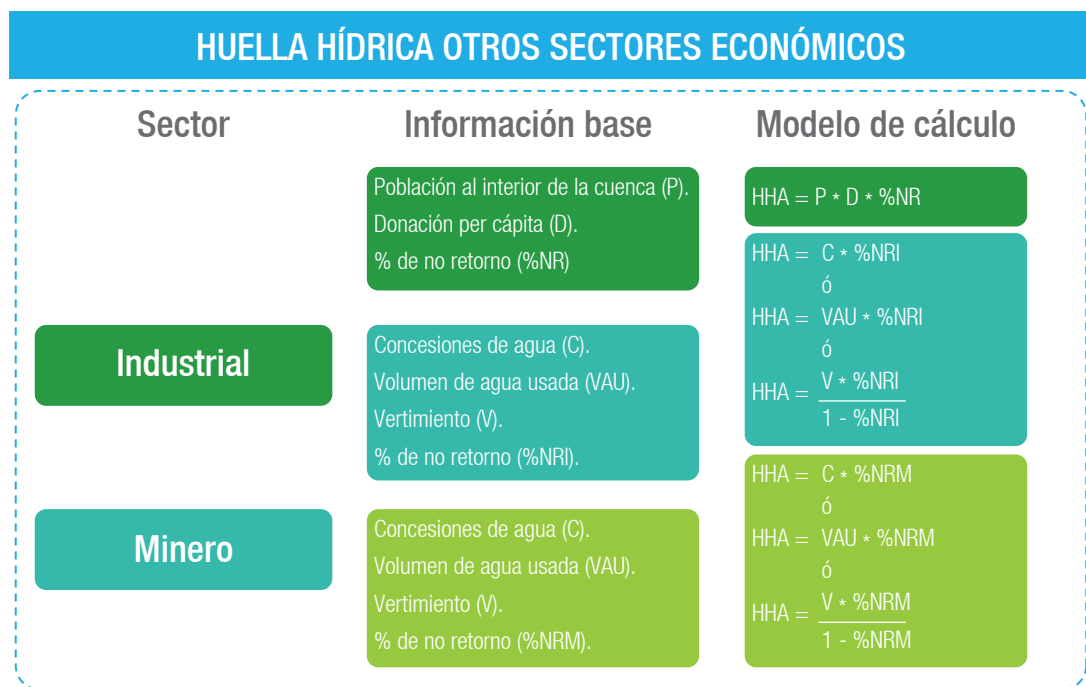 HUELLA HÍDRICA OTROS SECTORES ECONÓMICOS
Sector
Información base
Modelo de cálculo
Población al interior de la cuenca (P).
Donación per cápita (D).
% de no retorno (%NR)
HHA = P * D * %NR
Industrial
Concesiones de agua (C).
Volumen de agua usada (VAU).
Vertimiento (V).
% de no retorno (%NRI).
HHA = C * %NRI
ó
HHA = VAU * %NRI
ó
HHA = V * %NRI
1 - %NRI
Minero
Concesiones de agua (C).
Volumen de agua usada (VAU).
Vertimiento (V).
% de no retorno (%NRM).
HHA = C * %NRM
ó
HHA = VAU * %NRM
ó
HHA = V * %NRM
1 - %NRM